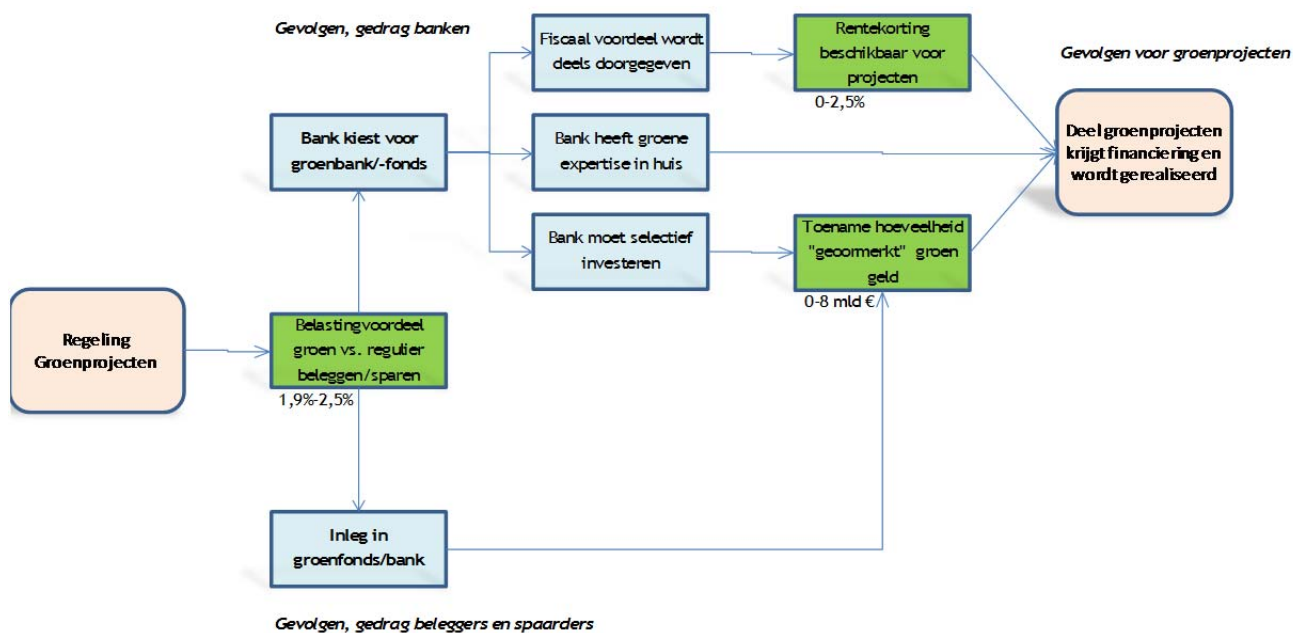 Gevolgen, gedrag banken
Fiscaal voordeel wordt
deels doorgegeven
Rentekorting
beschikbaar voor
projecten
0-2,5%
Gevolgen voor groenprojecten
Bank kiest voor
groenbank/-fonds
Bank heeft groene
expertise in huis
Deel groenprojecten
krijgt financiering en
wordt gerealiseerd
Bank moet selectief
investeren
Toename hoeveelheid
"geoormerkt" groen
geld
0-8 mld €
Regeling
Groenprojecten
Belastingvoordeel
groen vs. regulier
beleggen/sparen
1,9%-2,5%
Inleg in
groenfonds/bank
Gevolgen, gedrag beleggers en spaarders